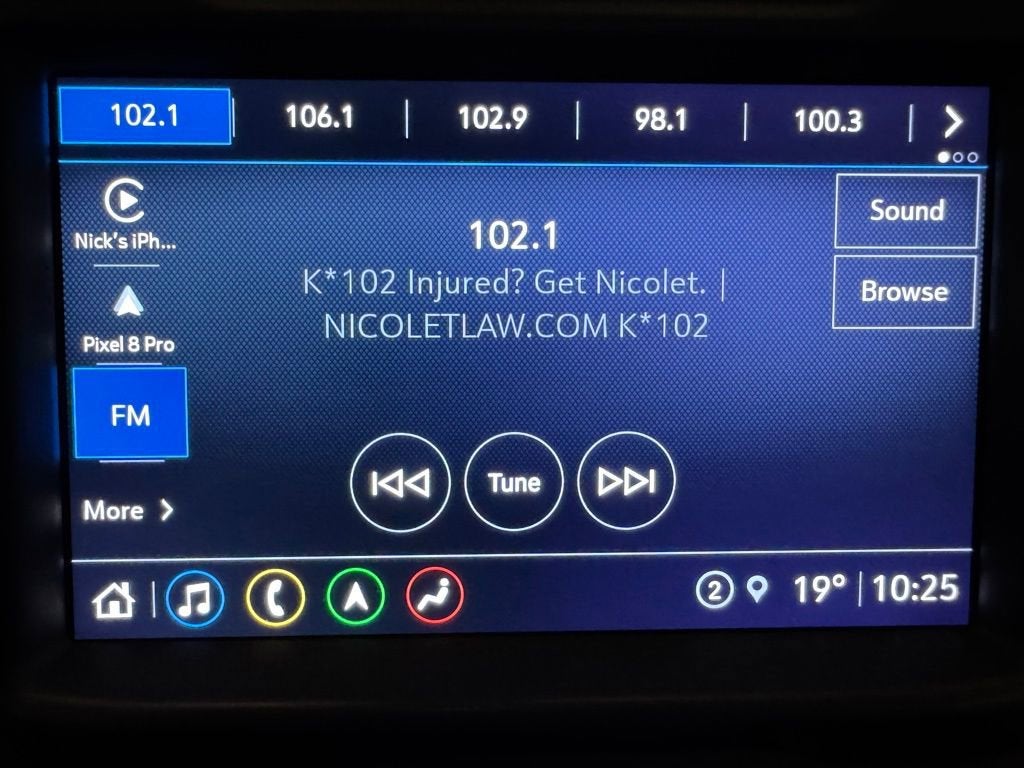 102.1 106.1 102.9 98.1 100.3
Nick's iPh...
Pixel 8 Pro
FM
More
102.1
K*102 Injured? Get Nicolet. |
NICOLETLAW.COM K*102
Sound
Browse
Tune
2 19° 10:25